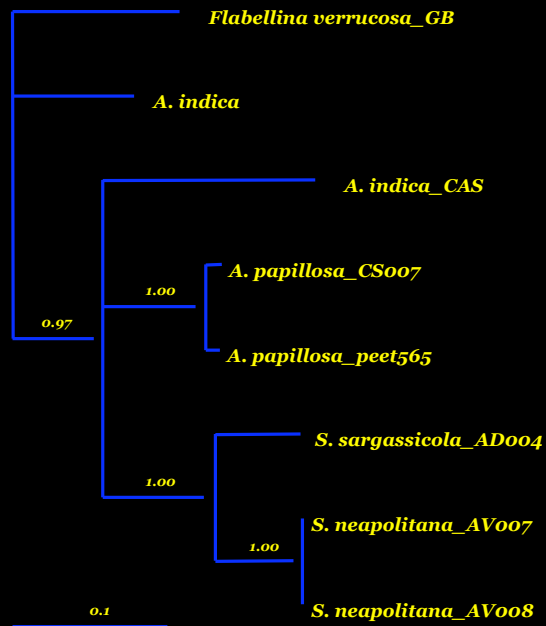 Flabellina verrucosa_GB
A. indica
A. indica_CAS
A. papillosa_CS007
1.00
0.97
A. papillosa_peet565
S. sargassicola_AD004
1.00
S. neapolitana_AV007
1.00
S. neapolitana_AV008
0.1